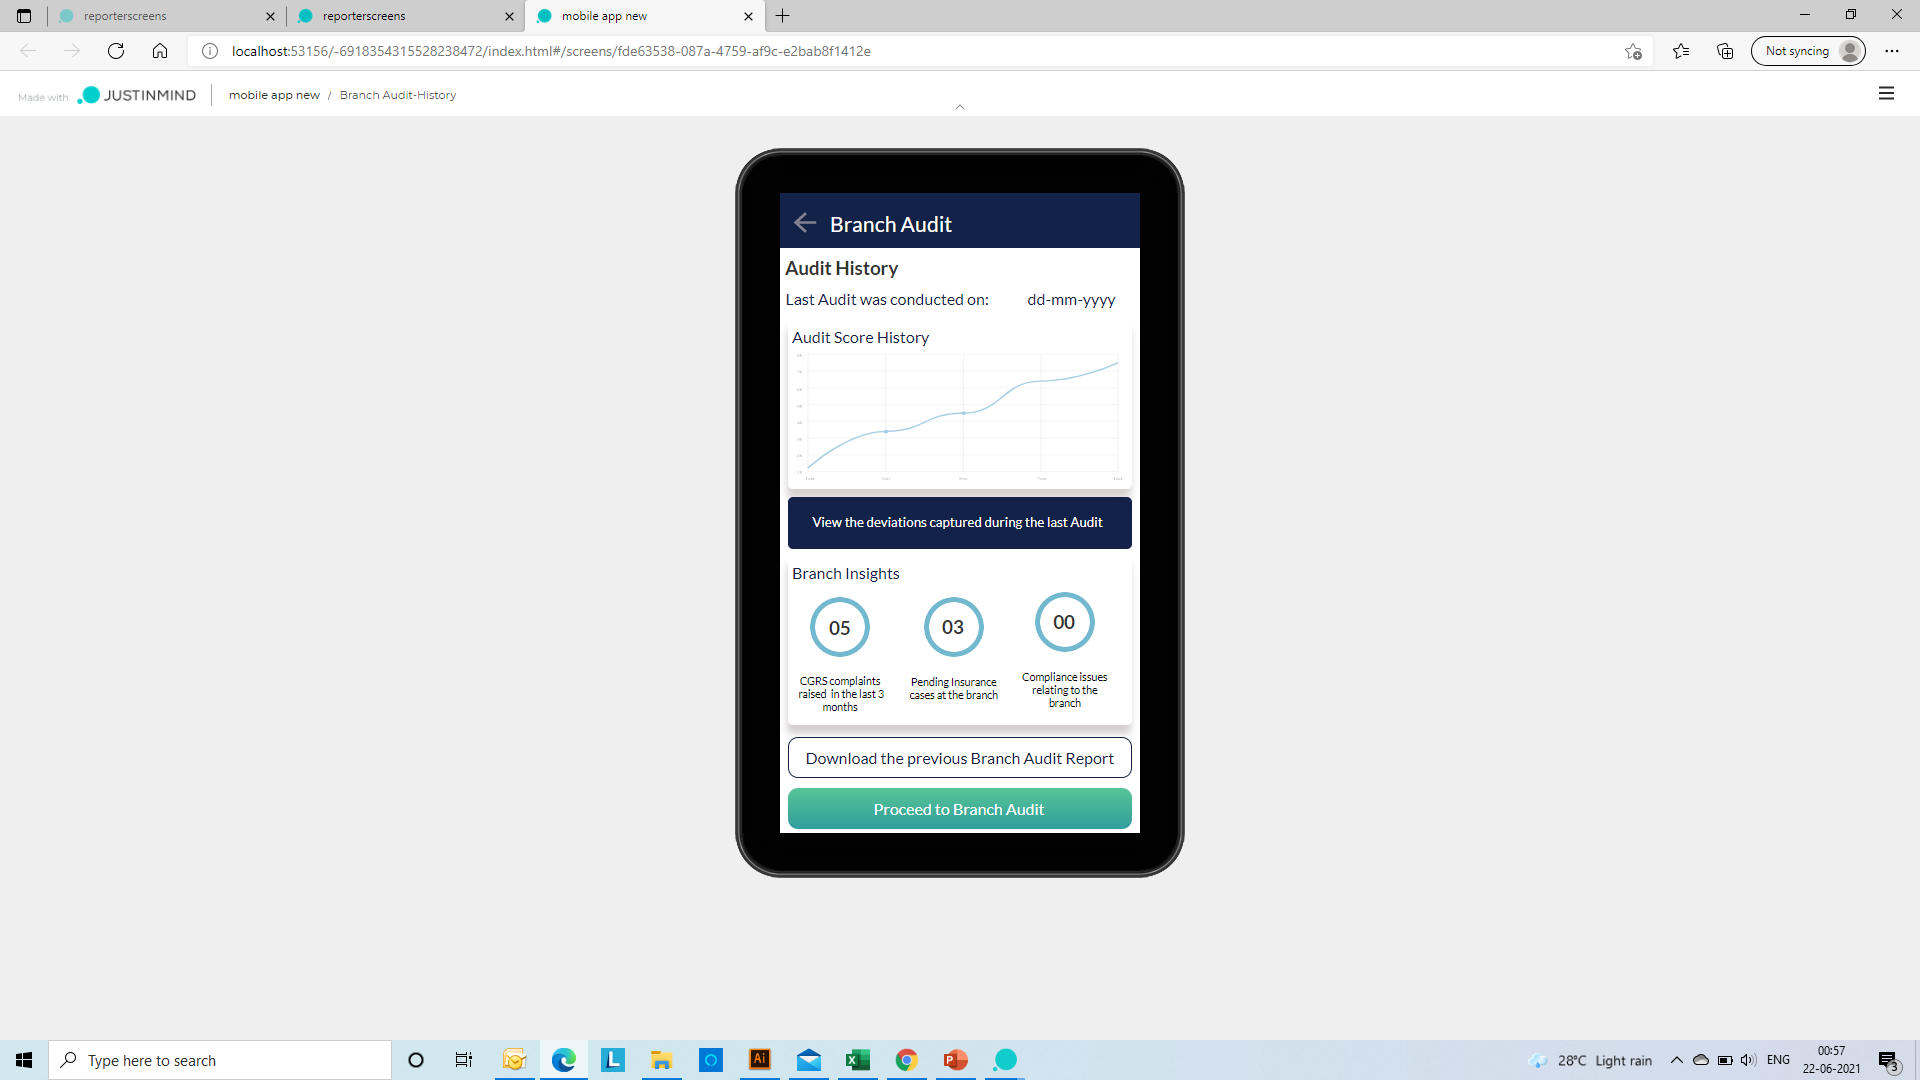 reporterscreens
reporterscreens
mobile app new
localhost:53156/-6918354315528238472/index.html#/screens/fde63538-087a-4759-af9c-e2bab8f1412e
Not syncing
Made with JUSTINMIND
mobile app new / Branch Audit-History
Branch Audit
Audit History
Last Audit was conducted on: dd-mm-yyyy
Audit Score History
View the deviations captured during the last Audit
Branch Insights
05 03 00
CGRS complaints
raised in the last 3
months
Pending Insurance
cases at the branch
Compliance issues
relating to the
branch
Download the previous Branch Audit Report
Proceed to Branch Audit
Type here to search
L
Ai
28°C Light rain
ENG
00:57
22-06-2021
3